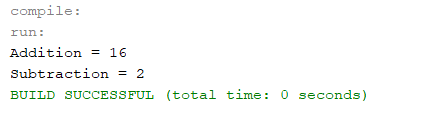 compile:
run:
Addition = 16
Subtraction = 2
BUILD SUCCESSFUL (total time: 0 seconds)